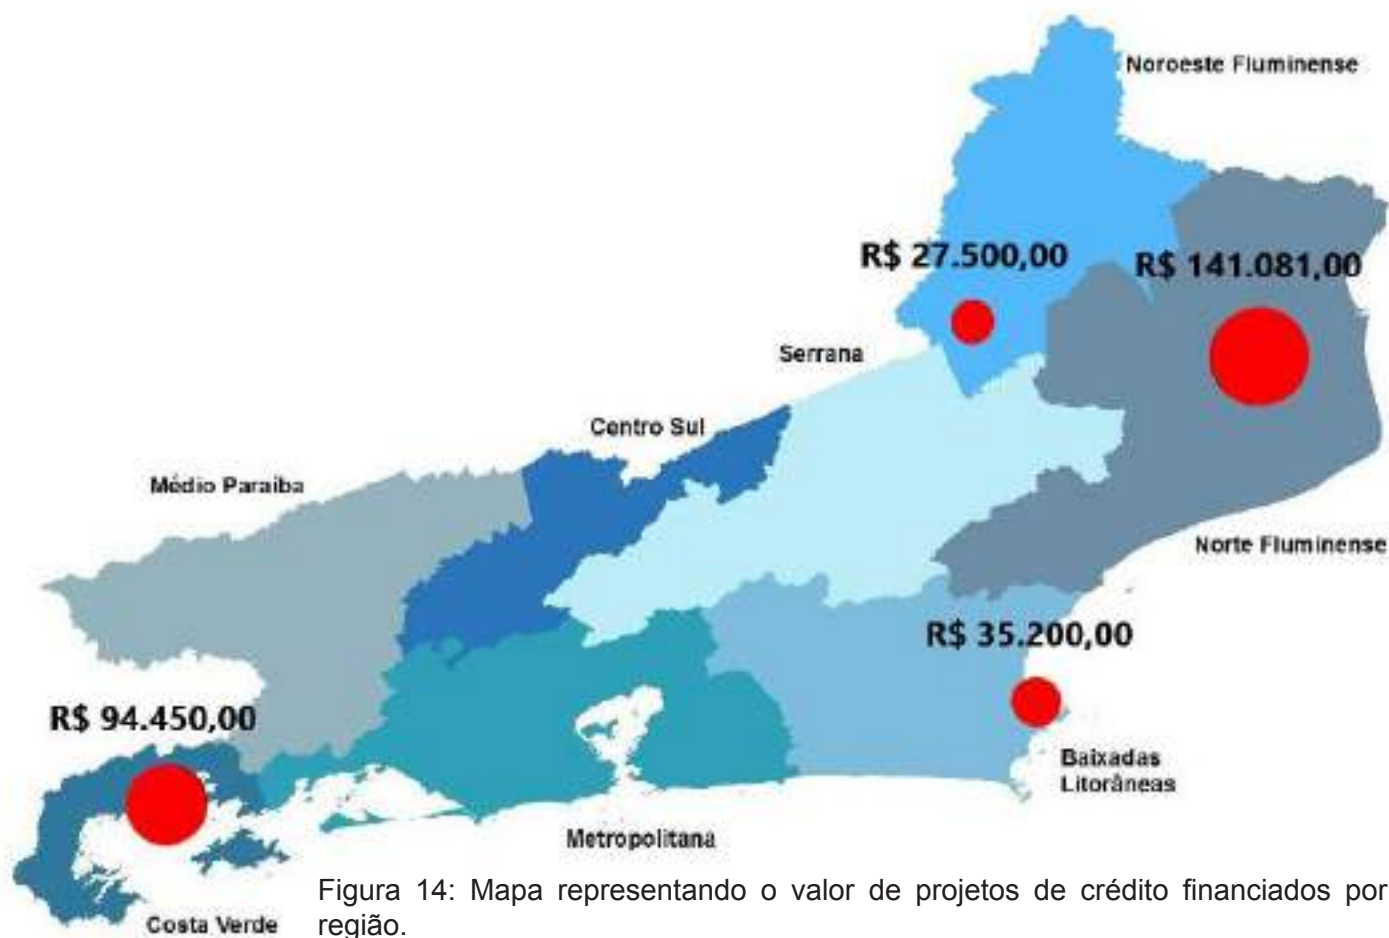 Noroeste Fluminense
R$ 27.500,00
R$ 141.081,00
Serrana
Centro Sul
Médio Paraíba
Norte Fluminense
R$ 35.200,00
R$ 94.450,00
Baixadas
Litorâneas
Metropolitana
Costa Verde
Figura 14: Mapa representando o valor de projetos de crédito financiados por
região.